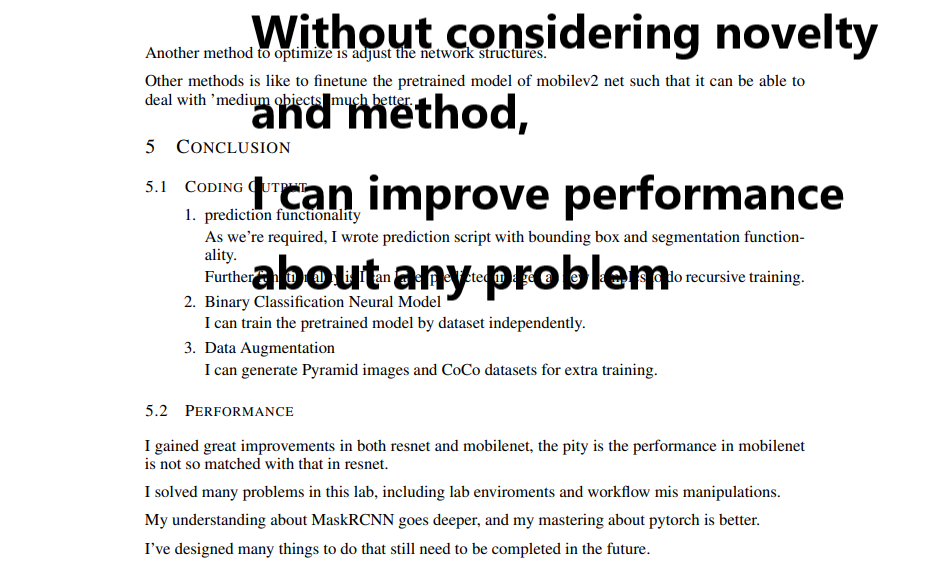 Without considering novelty
and method,
I can improve performance
about any problem
Another method to optimize is adjust the network structures.
Other methods is like to finetune the pretrained model of mobilev2 net such that it can be able to
deal with 'medium objects' much better.
5 CONCLUSION
5.1 CODING OUTPUT
1. prediction functionality
As we're required, I wrote prediction script with bounding box and segmentation function-
ality.
Further functionality is I can predicted images as new samples to do recursive training.
2. Binary Classification Neural Model
I can train the pretrained model by dataset independently.
3. Data Augmentation
I can generate Pyramid images and CoCo datasets for extra training.
5.2 PERFORMANCE
I gained great improvements in both resnet and mobilenet, the pity is the performance in mobilenet
is not so matched with that in resnet.
I solved many problems in this lab, including lab enviroments and workflow mis manipulations.
My understanding about MaskRCNN goes deeper, and my mastering about pytorch is better.
I've designed many things to do that still need to be completed in the future.